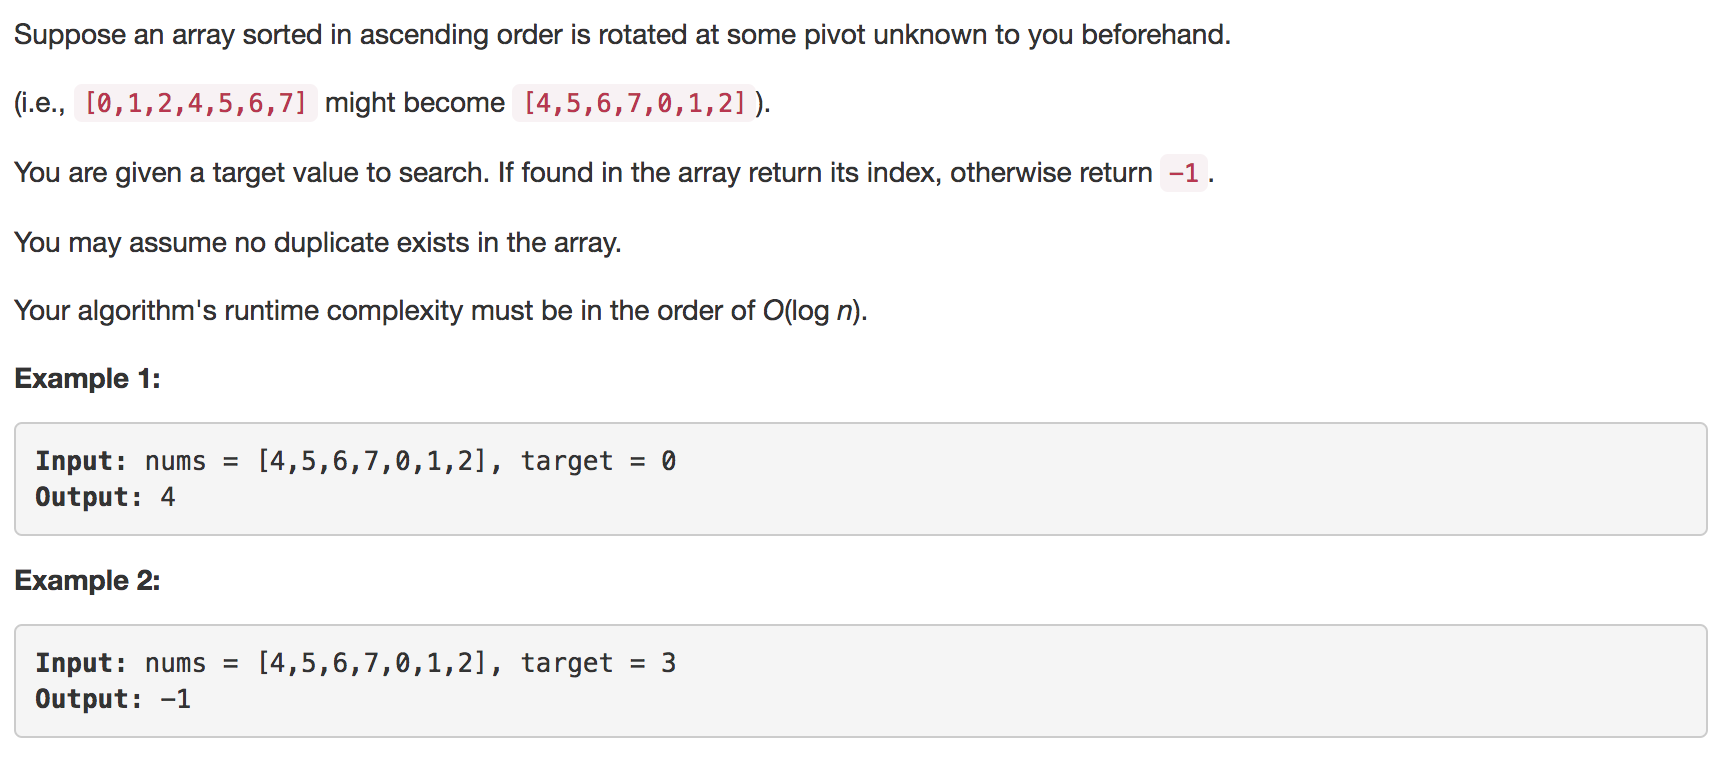 Suppose an array sorted in ascending order is rotated at some pivot unknown to you beforehand.
(i.e., [0,1,2,4,5,6,7] might become [4,5,6,7,0,1,2] ).
You are given a target value to search. If found in the array return its index, otherwise return -1 .
You may assume no duplicate exists in the array.
Your algorithm's runtime complexity must be in the order of O(log n).
Example 1:
Input: nums = [4,5,6,7,0,1,2], target = 0
Output: 4
Example 2:
Input: nums = [4,5,6,7,0,1,2], target = 3
Output: -1